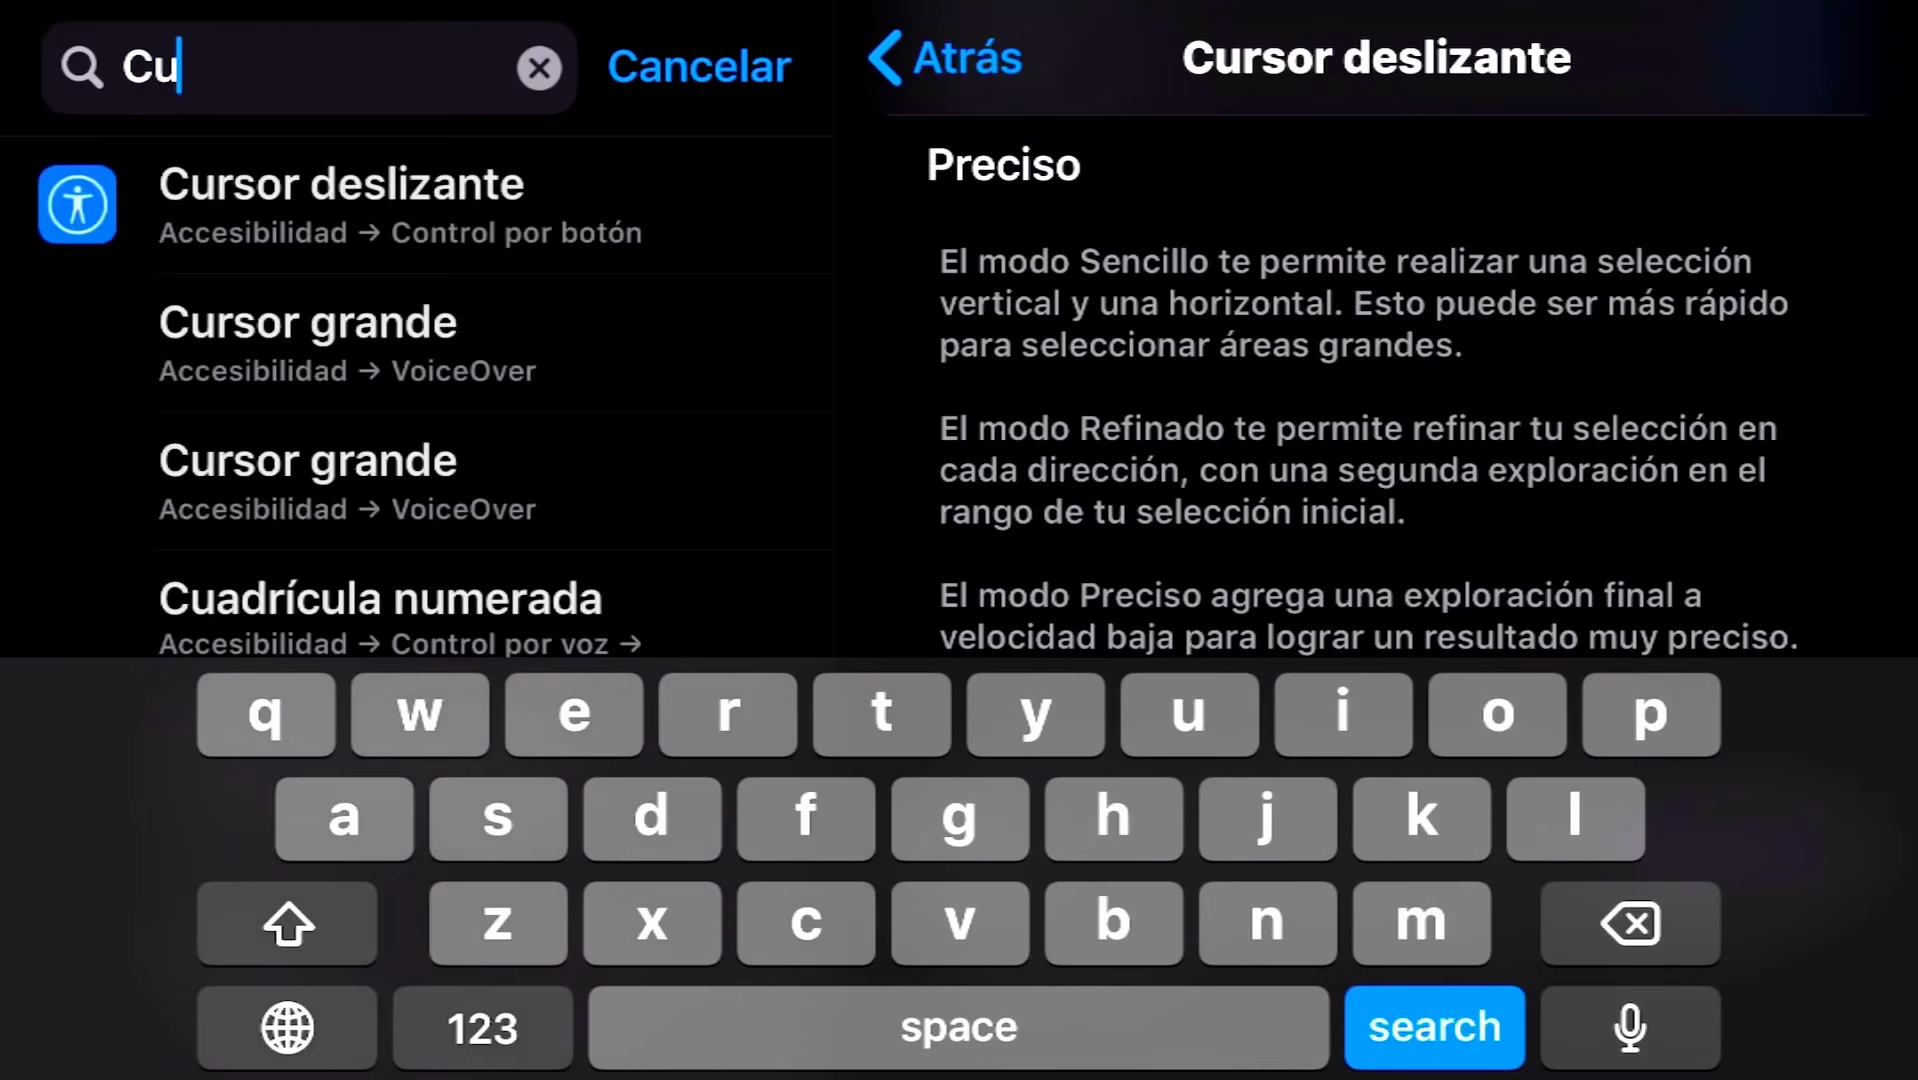 Cu
Cancelar
Cursor deslizante
Accesibilidad → Control por botón
Cursor grande
Accesibilidad → VoiceOver
Cursor grande
Accesibilidad → VoiceOver
Cuadrícula numerada
Accesibilidad → Control por voz →
Atrás
Cursor deslizante
Preciso
El modo Sencillo te permite realizar una selección
vertical y una horizontal. Esto puede ser más rápido
para seleccionar áreas grandes.
El modo Refinado te permite refinar tu selección en
cada dirección, con una segunda exploración en el
rango de tu selección inicial.
El modo Preciso agrega una exploración final a
velocidad baja para lograr un resultado muy preciso.
q w e r t y u i o p
a s d f g h j k l
z x c v b n m
123 space search